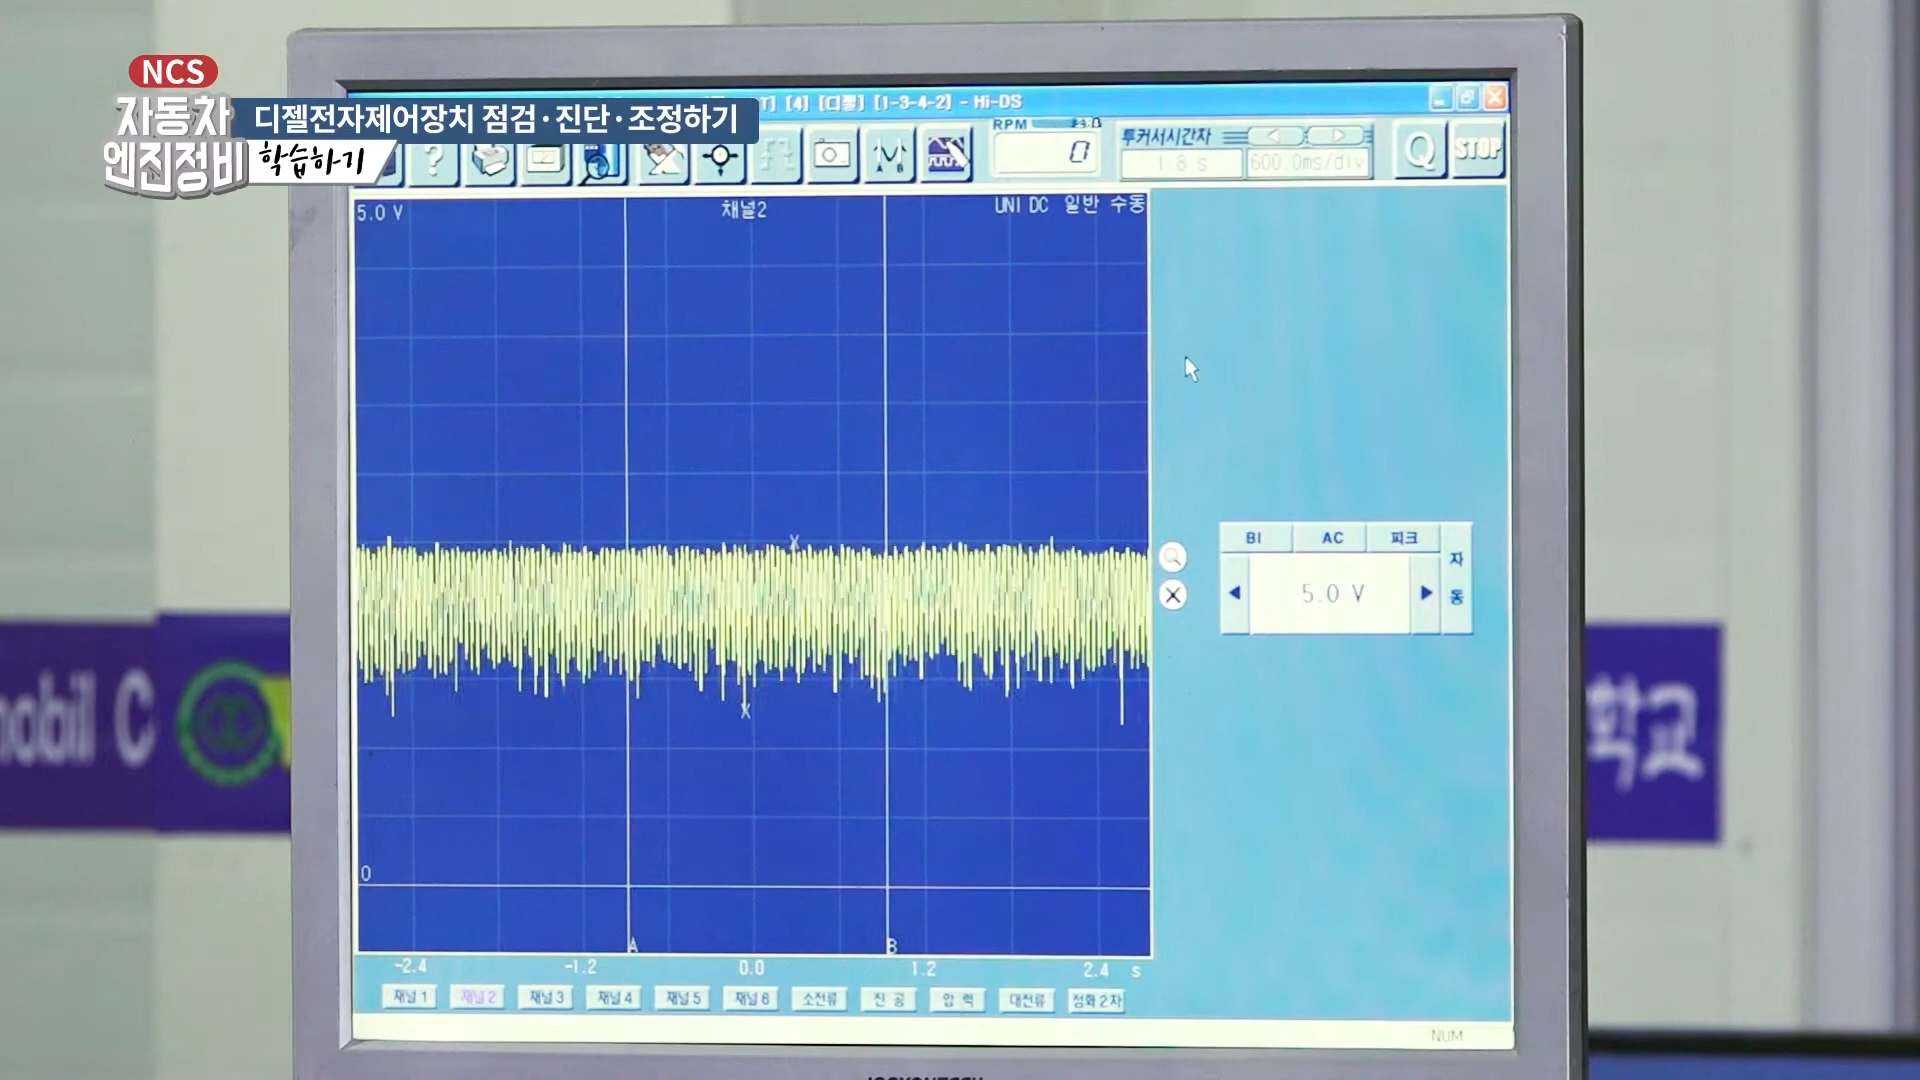 NCS
자동차
엔진정비
디젤전자제어장치 점검·진단·조정하기
학습하기
[4] [디젤] [1-3-4-2] - Hi-DS
?
RPM
0
투커서시간차
1.8 s
600.0ms/div
Q
STOP
5.0 V
채널2
UNI DC 일반 수동
X
X
BI
AC
피크
자동
5.0 V
0
A
B
-2.4
-1.2
0.0
1.2
2.4
s
채널1
채널2
채널3
채널4
채널5
채널6
소전류
진공
압력
대전류
점화2차
NUM
mobil C
학교